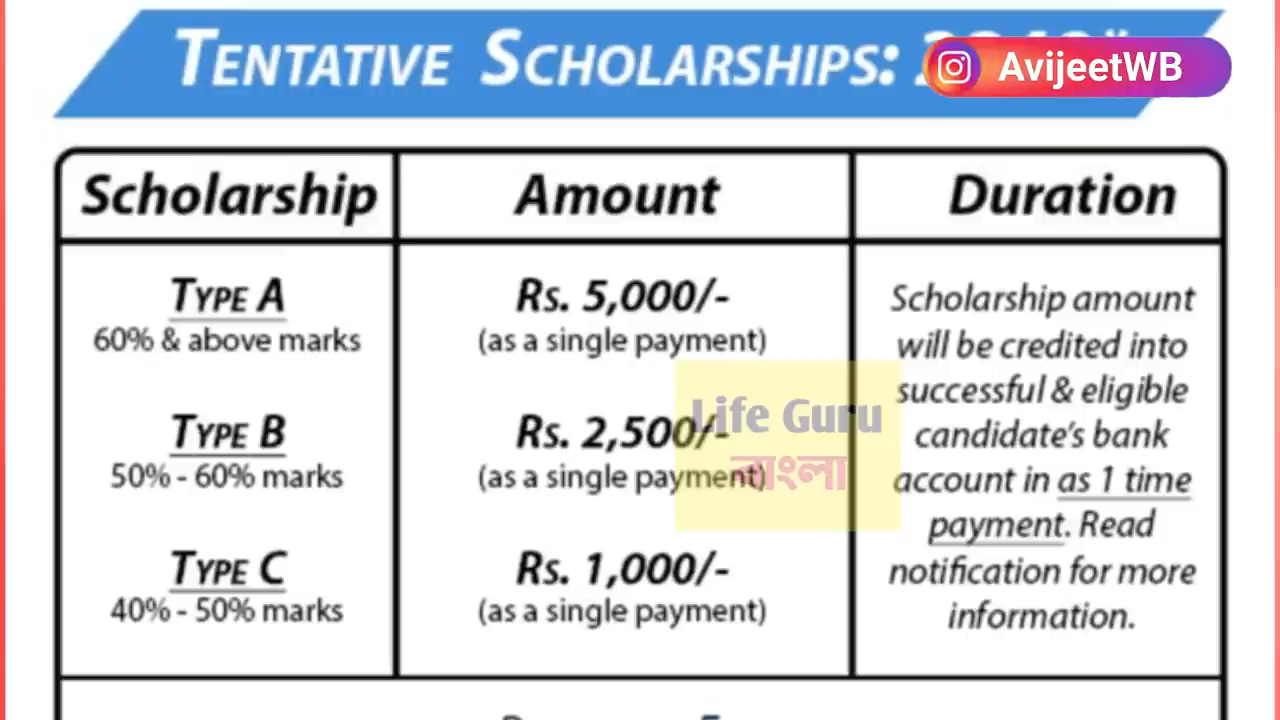 TENTATIVE SCHOLARSHIPS:
AvijeetWB
Scholarship
Amount
Duration
TYPE A
60% & above marks
Rs. 5,000/-
(as a single payment)
TYPE B
50% - 60% marks
Rs. 2,500/-
(as a single payment)
TYPE C
40% - 50% marks
Rs. 1,000/-
(as a single payment)
Scholarship amount
will be credited into
successful & eligible
candidate's bank
account in as 1 time
payment. Read
notification for more
information.
Life Guru
বাংলা